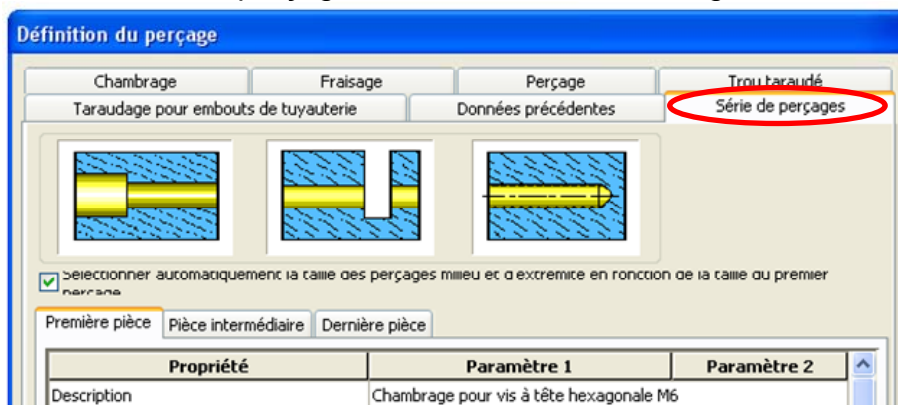 Définition du perçage
Chambrage Fraisage Perçage Trou taraudé
Taraudage pour embouts de tuyauterie Données précédentes Série de perçages
Sélectionner automatiquement la taille des perçages milieu et d'extrémité en fonction de la taille du premier
perçage
Première pièce Pièce intermédiaire Dernière pièce
Propriété Paramètre 1 Paramètre 2
Description Chambrage pour vis à tête hexagonale M6